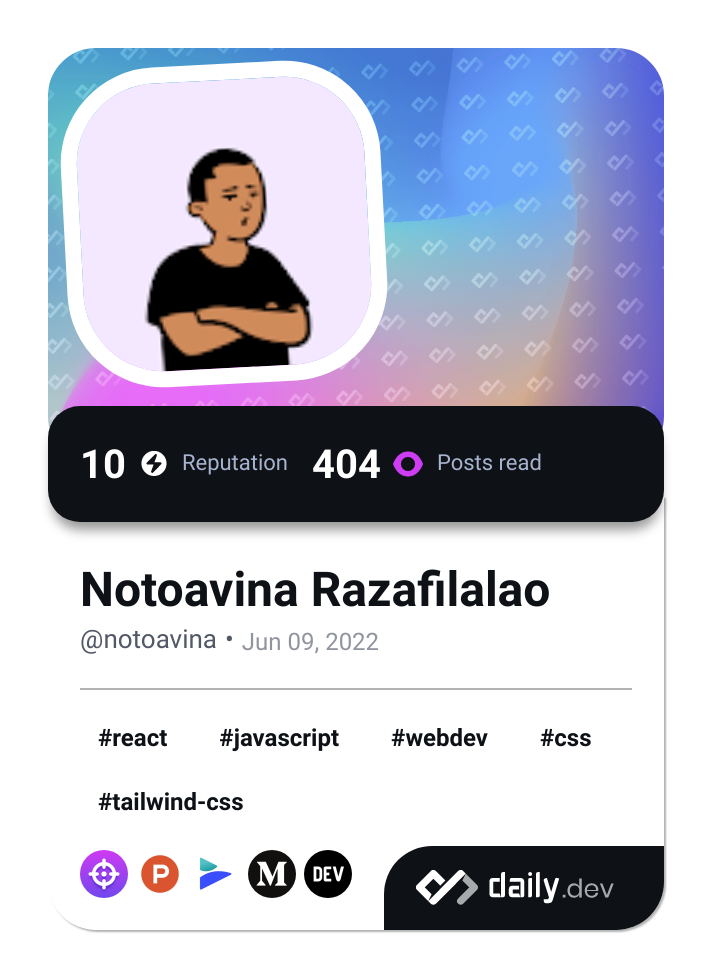 10 Reputation 404 Posts read
Notoavina Razafilalao
@notoavina • Jun 09, 2022
#react #javascript #webdev #css
#tailwind-css
P M DEV daily.dev